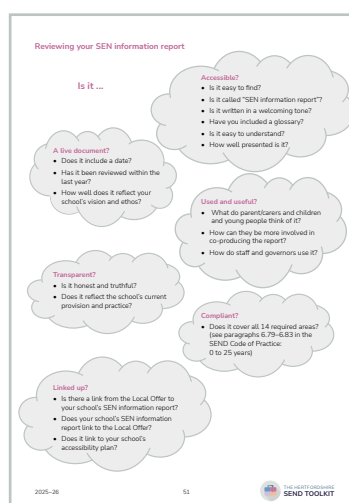 Reviewing your SEN information report
Is it ...
Accessible?
• Is it easy to find?
• Is it called “SEN information report”?
• Is it written in a welcoming tone?
• Have you included a glossary?
• Is it easy to understand?
• How well presented is it?
A live document?
• Does it include a date?
• Has it been reviewed within the
last year?
• How well does it reflect your
school's vision and ethos?
Used and useful?
• What do parent/carers and children
and young people think of it?
• How can they be more involved in
co-producing the report?
• How do staff and governors use it?
Transparent?
• Is it honest and truthful?
• Does it reflect the school's current
provision and practice?
Compliant?
• Does it cover all 14 required areas?
(see paragraphs 6.79–6.83 in the
SEND Code of Practice:
0 to 25 years)
Linked up?
• Is there a link from the Local Offer to
your school's SEN information report?
• Does your school's SEN information
report link to the Local Offer?
• Does it link to your school's
accessibility plan?
2025–26
51
THE HERTFORDSHIRE
SEND TOOLKIT